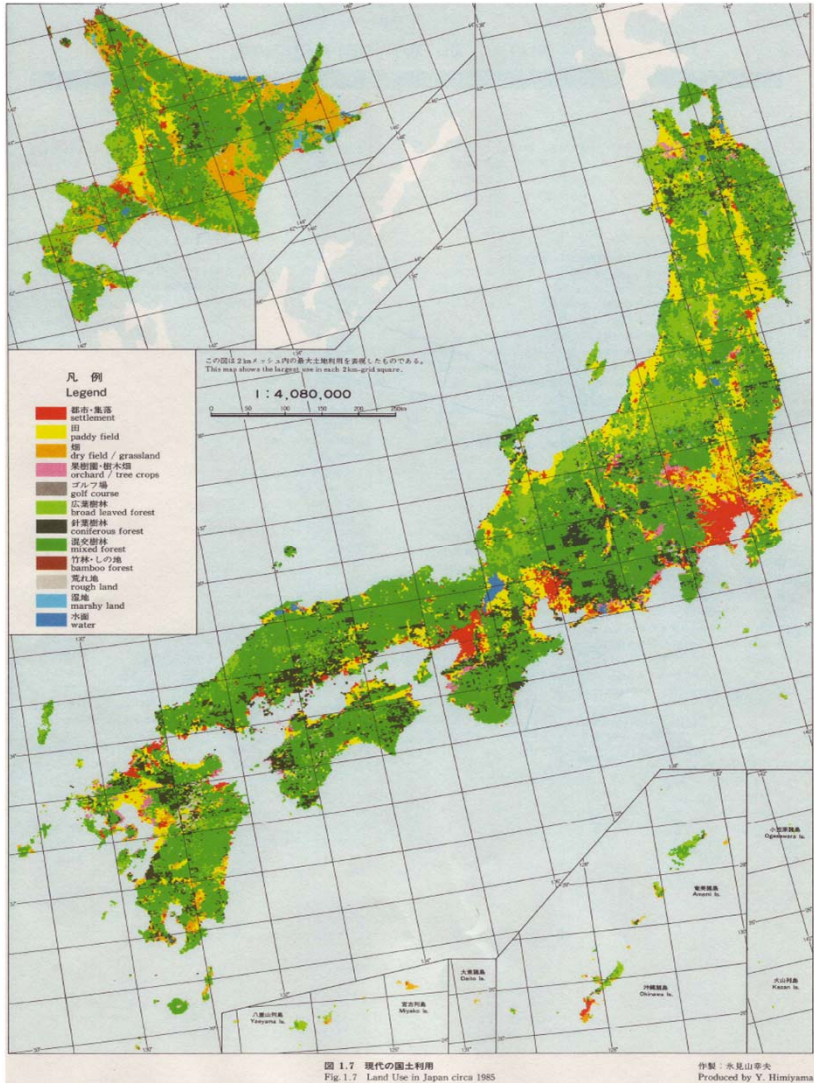 この図は2kmメッシュ内の最大土地利用を表現したものである。
This map shows the largest use in each 2km-grid square.
1:4,080,000
0 50 100 150 200 250km
凡例
Legend
都市・集落
settlement
田
paddy field
畑
dry field / grassland
果樹園・樹木畑
orchard / tree crops
ゴルフ場
golf course
広葉樹林
broad leaved forest
針葉樹林
coniferous forest
混交樹林
mixed forest
竹林・しの地
bamboo forest
荒れ地
rough land
湿地
marshy land
水面
water
小笠原諸島
Ogasawara Is.
奄美諸島
Amami Is.
火山列島
Kazan Is.
沖縄諸島
Okinawa Is.
大東諸島
Daito Is.
宮古列島
Miyako Is.
八重山列島
Yaeyama Is.
図 1.7 現代の国土利用
Fig. 1.7 Land Use in Japan circa 1985
作製:氷見山幸夫
Produced by Y. Himiyama